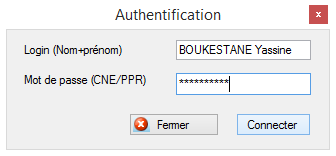 Authentification
x
Login (Nom+prénom) BOUKESTANE Yassine
Mot de passe (CNE/PPR) **********
Fermer Connecter